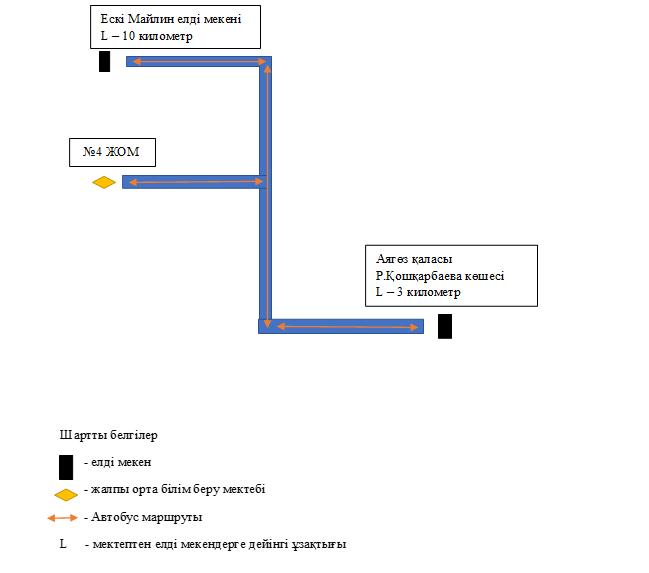 Ескі Майлин елді мекені
L – 10 километр
№4 ЖОМ
Аягөз қаласы
Р.Қошқарбаева көшесі
L – 3 километр
Шартты белгілер
- елді мекен
- жалпы орта білім беру мектебі
- Автобус маршруты
L - мектептен елді мекендерге дейінгі ұзақтығы